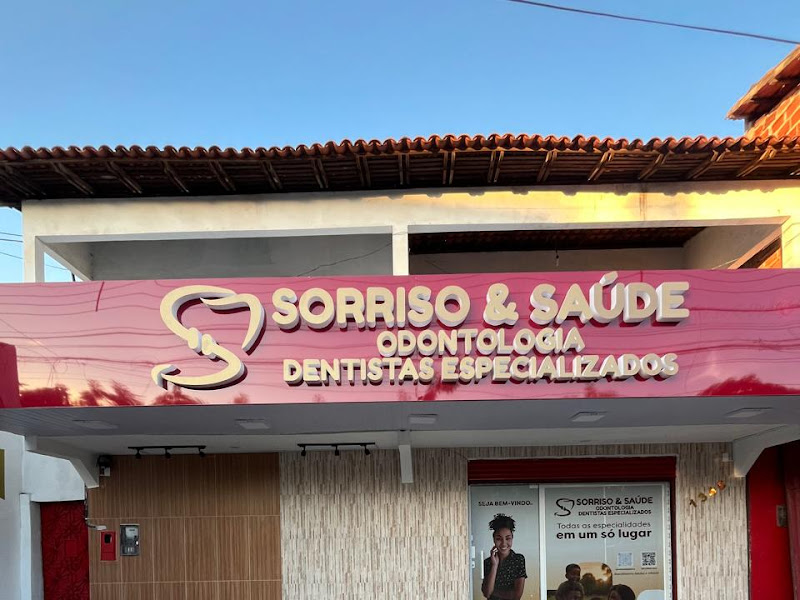 SORRISO & SAÚDE
ODONTOLOGIA
DENTISTAS ESPECIALIZADOS
SEJA BEM-VINDO.
SORRISO & SAÚDE
ODONTOLOGIA
DENTISTAS ESPECIALIZADOS
Todas as especialidades
em um só lugar